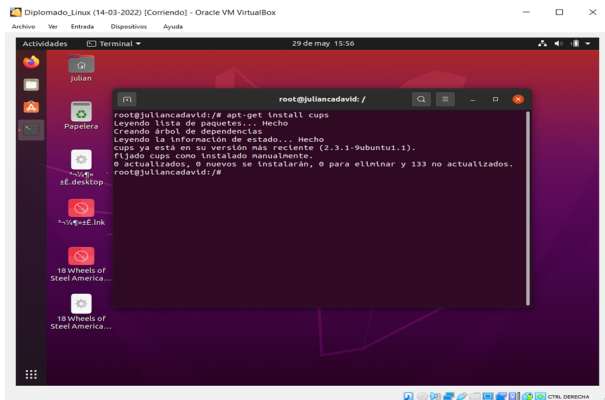 Diplomado_Linux (14-03-2022) [Corriendo] - Oracle VM VirtualBox
Archivo Ver Entrada Dispositivos Ayuda
Actividades Terminal 29 de may 15:56
julian
Papelera
.desktop
.lnk
18 Wheels of
Steel America...
18 Wheels of
Steel America...
root@juliancadavid: /
root@juliancadavid:/# apt-get install cups
Leyendo lista de paquetes... Hecho
Creando árbol de dependencias
Leyendo la información de estado... Hecho
cups ya está en su versión más reciente (2.3.1-9ubuntu1.1).
fijado cups como instalado manualmente.
0 actualizados, 0 nuevos se instalarán, 0 para eliminar y 133 no actualizados.
root@juliancadavid:/#
CTRL DERECHA